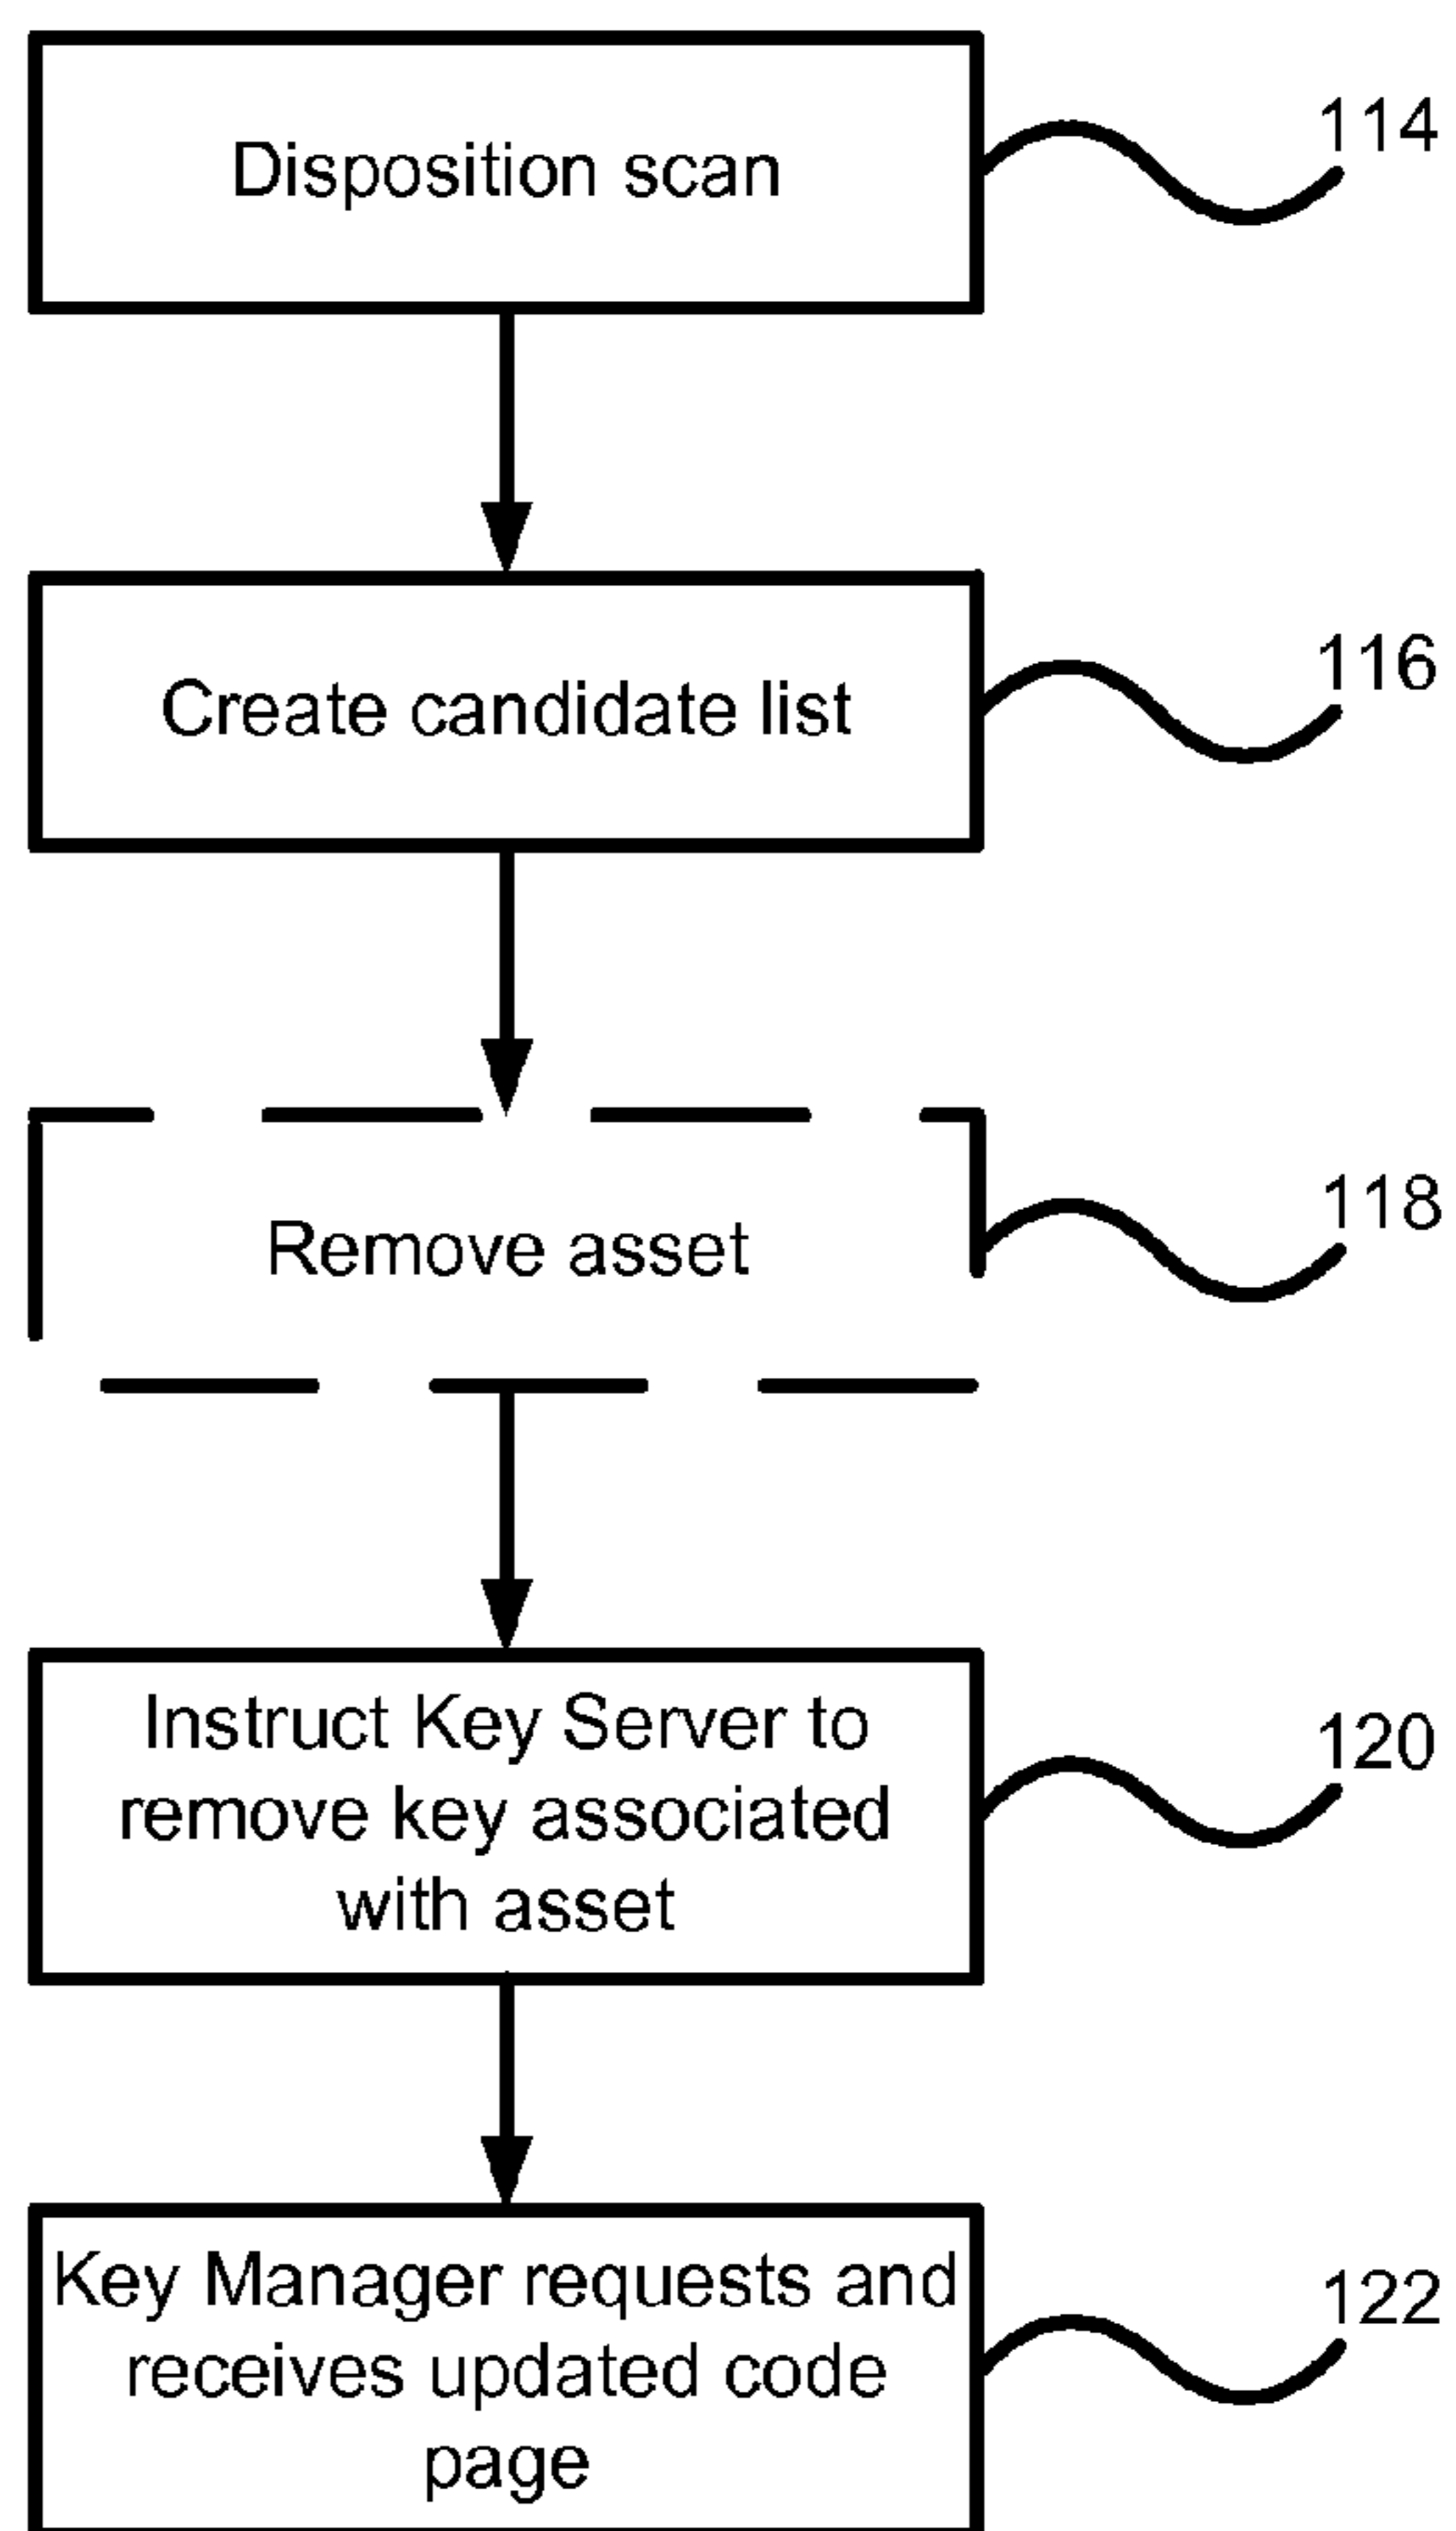 Disposition scan
114
Create candidate list
116
Remove asset
118
Instruct Key Server to
remove key associated
with asset
120
Key Manager requests and
receives updated code
page
122